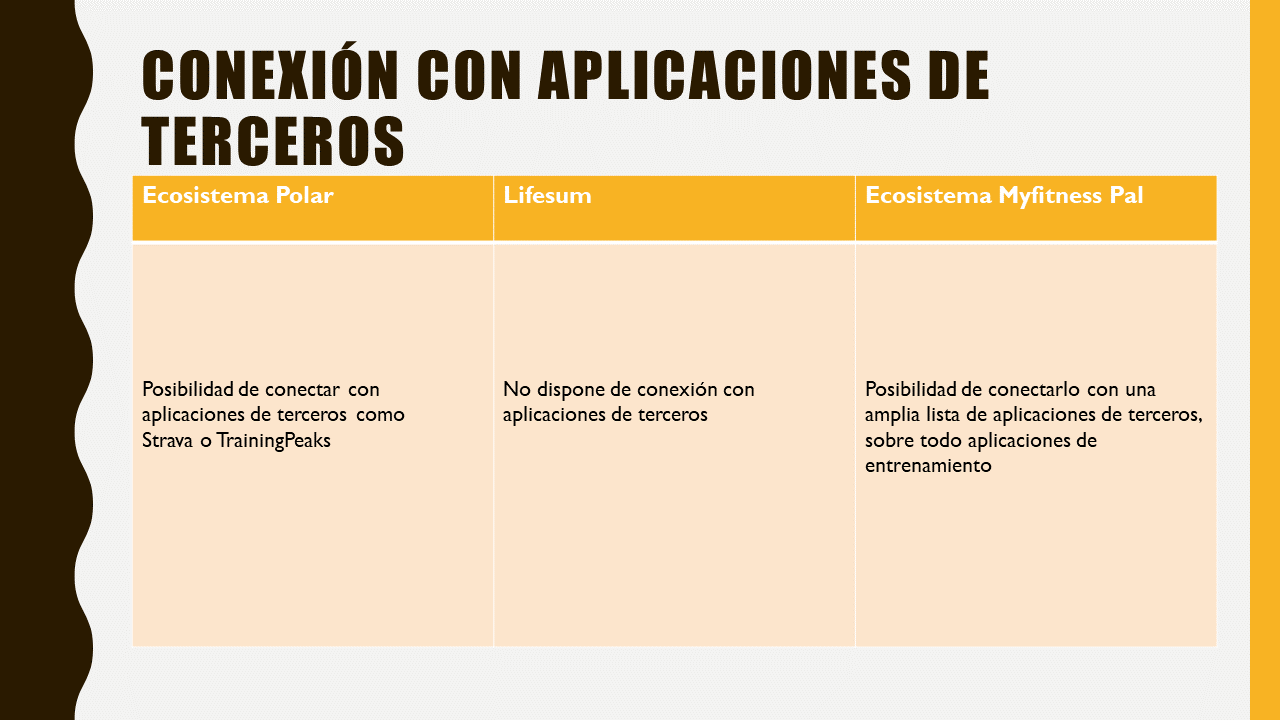 CONEXIÓN CON APLICACIONES DE
TERCEROS
Ecosistema Polar
Lifesum
Ecosistema Myfitness Pal
Posibilidad de conectar con
aplicaciones de terceros como
Strava o TrainingPeaks
No dispone de conexión con
aplicaciones de terceros
Posibilidad de conectarlo con una
amplia lista de aplicaciones de terceros,
sobre todo aplicaciones de
entrenamiento